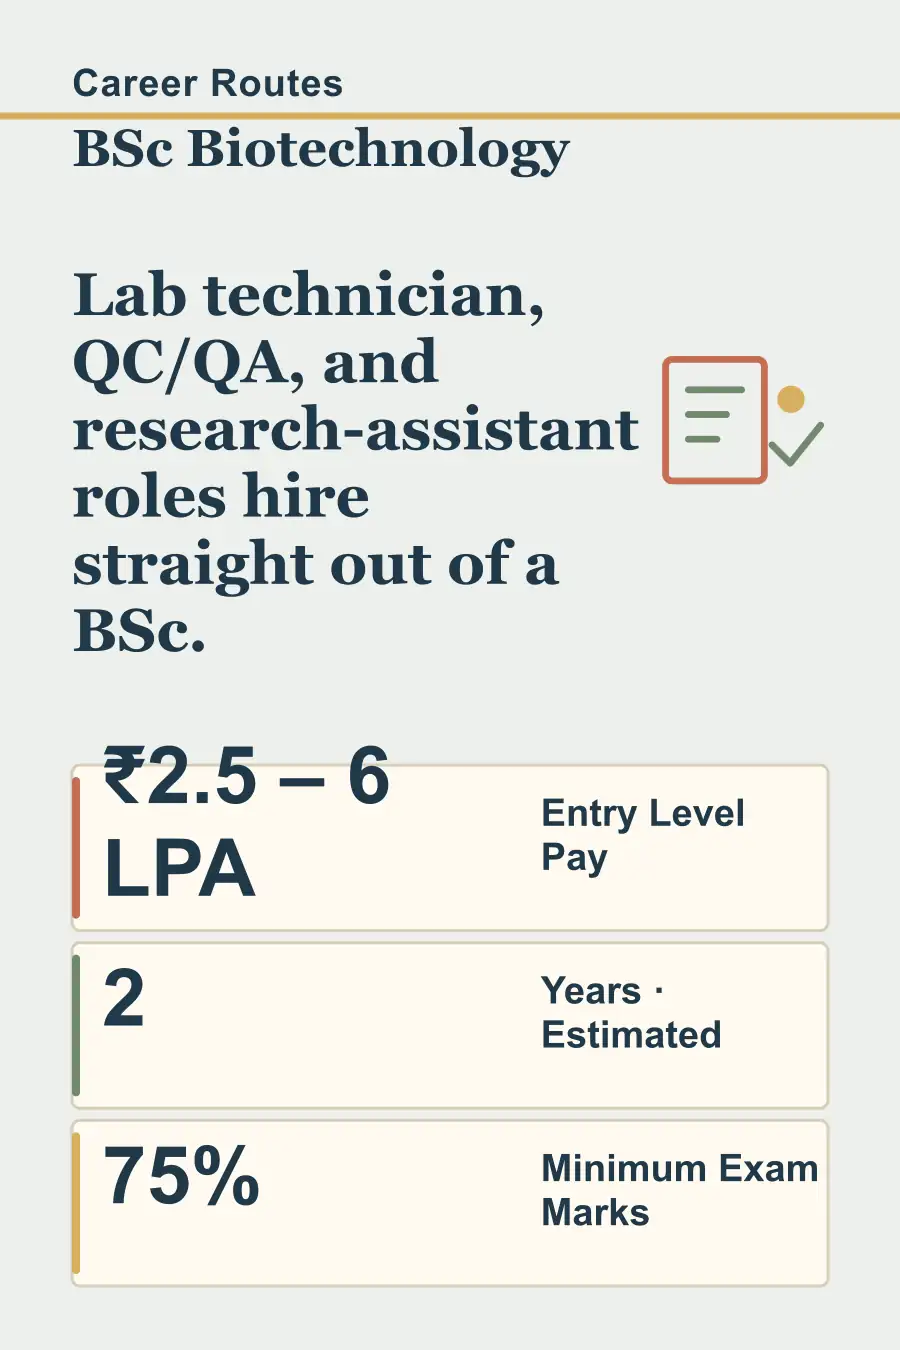 Career Routes
BSc Biotechnology
Lab technician,
QC/QA, and
research-assistant
roles hire
straight out of a
BSc.
₹2.5 – 6
LPA
Entry Level
Pay
2
Years ·
Estimated
75%
Minimum Exam
Marks